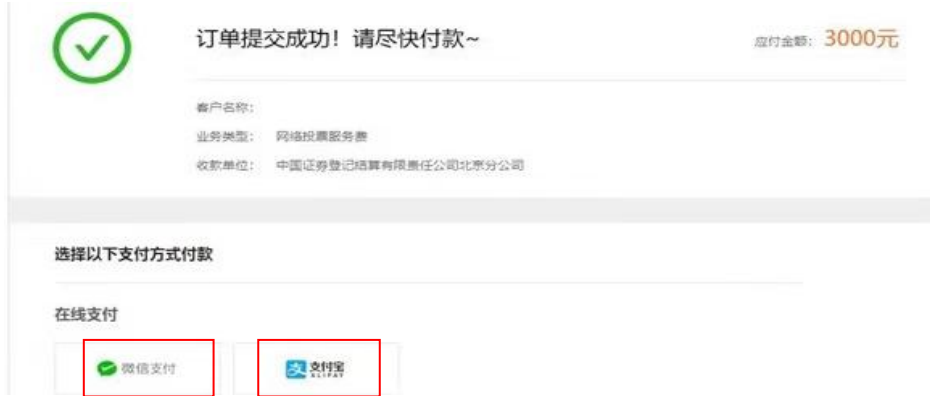 订单提交成功！请尽快付款~
应付金额：3000元
客户名称：
业务类型： 网络投票服务费
收款单位： 中国证券登记结算有限责任公司北京分公司
选择以下支付方式付款
在线支付
微信支付
支 支付宝
ALIPAY